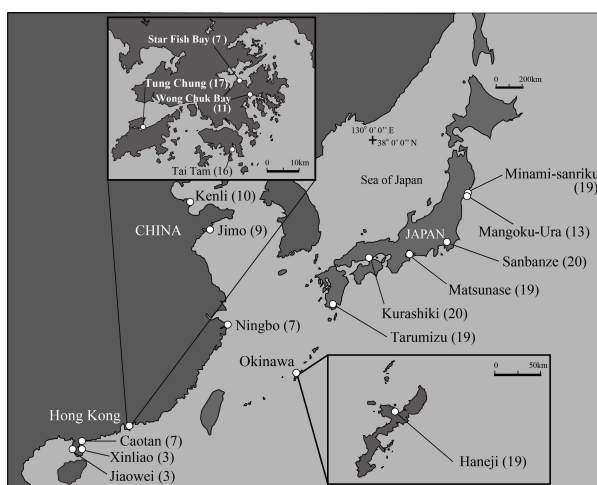 Star Fish Bay (7 )
Tung Chung (17)
Wong Chuk Bay
(11)
Tai Tam (16)
0 10km
0 200km
130° 0' 0'' E
38° 0' 0'' N
Sea of Japan
Kenli (10)
CHINA
Jimo (9)
JAPAN
Minami-sanriku
(19)
Mangoku-Ura (13)
Sanbanze (20)
Matsunase (19)
Kurashiki (20)
Tarumizu (19)
Ningbo (7)
Okinawa
0 50km
Haneji (19)
Hong Kong
Caotan (7)
Xinliao (3)
Jiaowei (3)